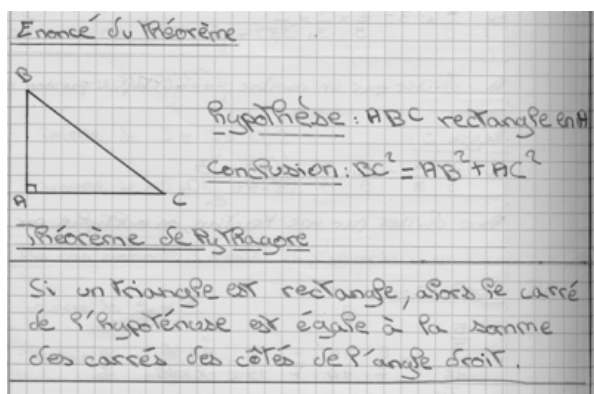 Enoncé du théorème
B
hypothèse : ABC rectangle en A
conclusion : BC² = AB² + AC²
A
C
Théorème de Pythagore
Si un triangle est rectangle, alors le carré
de l'hypoténuse est égale à la somme
des carrés des côtés de l'angle droit.